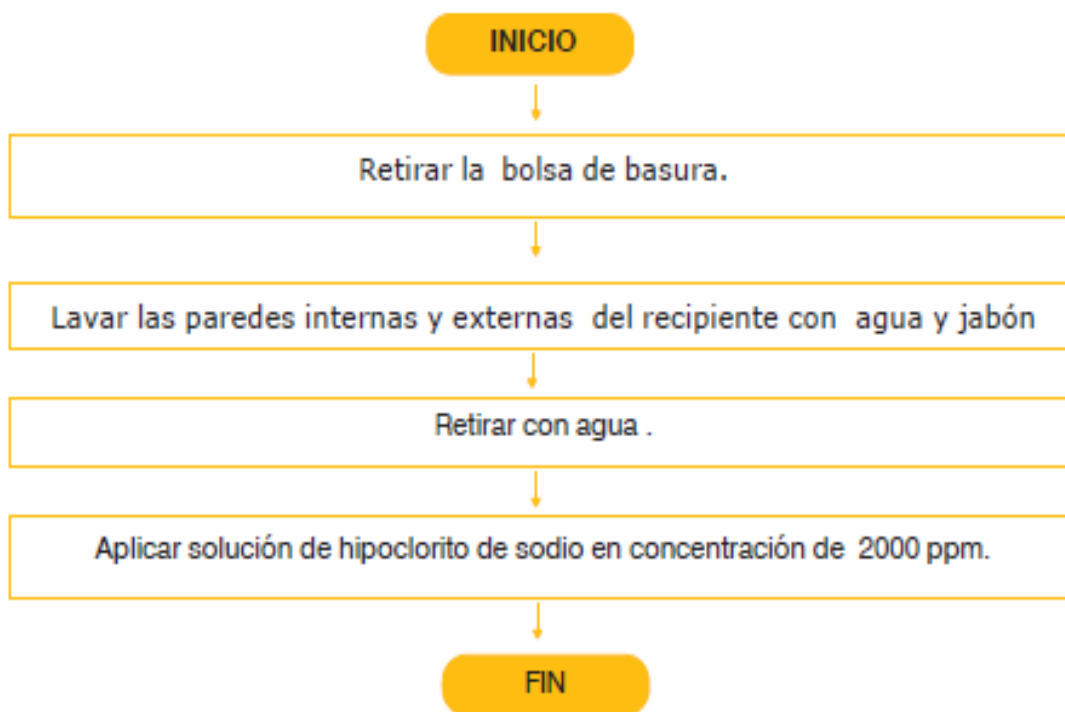 INICIO
Retirar la bolsa de basura.
Lavar las paredes internas y externas del recipiente con agua y jabón
Retirar con agua .
Aplicar solución de hipoclorito de sodio en concentración de 2000 ppm.
FIN